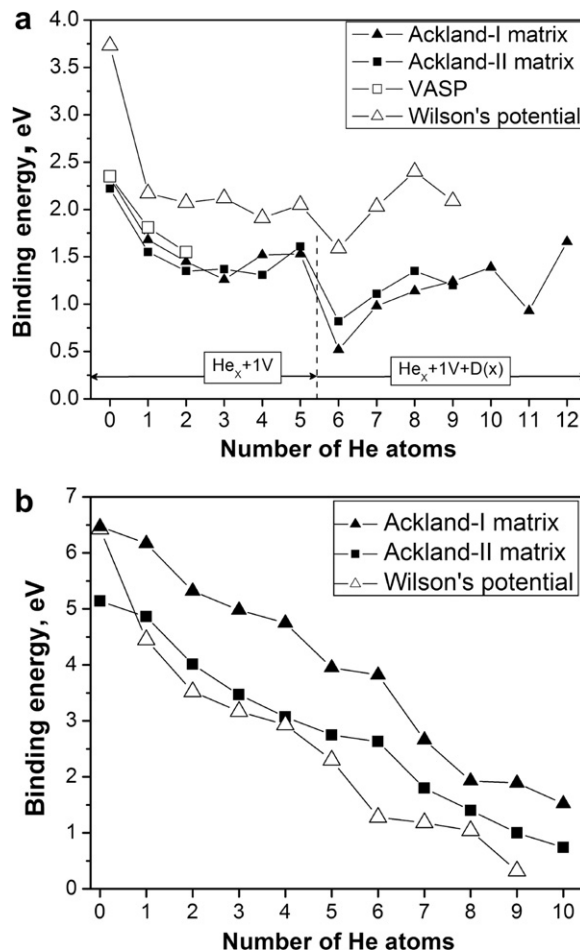 a
Ackland-I matrix
Ackland-II matrix
VASP
Wilson's potential
Binding energy, eV
4.0
3.5
3.0
2.5
2.0
1.5
1.0
0.5
0.0
HeX+1V
HeX+1V+D(x)
0 1 2 3 4 5 6 7 8 9 10 11 12
Number of He atoms
b
Ackland-I matrix
Ackland-II matrix
Wilson's potential
Binding energy, eV
7
6
5
4
3
2
1
0
0 1 2 3 4 5 6 7 8 9 10
Number of He atoms